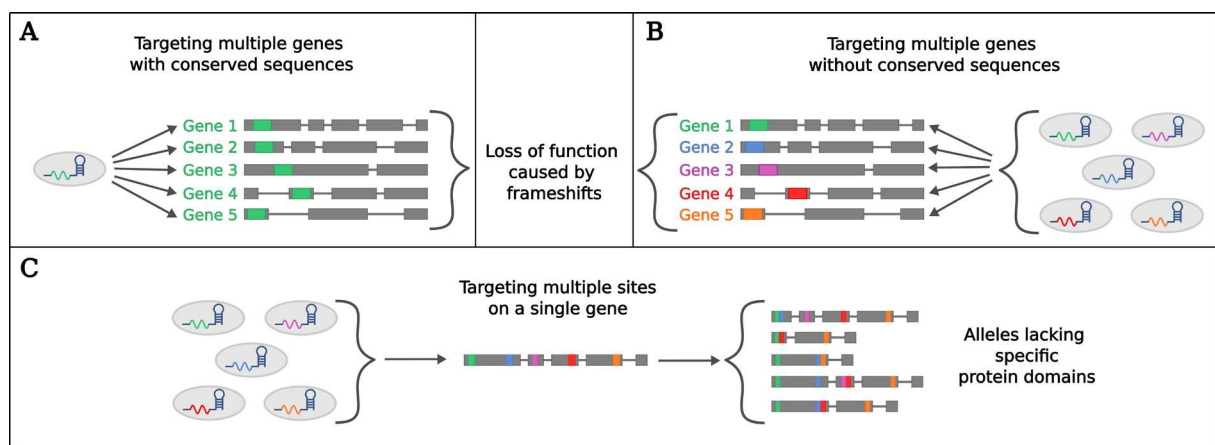 A
Targeting multiple genes
with conserved sequences
Gene 1
Gene 2
Gene 3
Gene 4
Gene 5
Loss of function
caused by
frameshifts
B
Targeting multiple genes
without conserved sequences
Gene 1
Gene 2
Gene 3
Gene 4
Gene 5
C
Targeting multiple sites
on a single gene
Alleles lacking
specific
protein domains